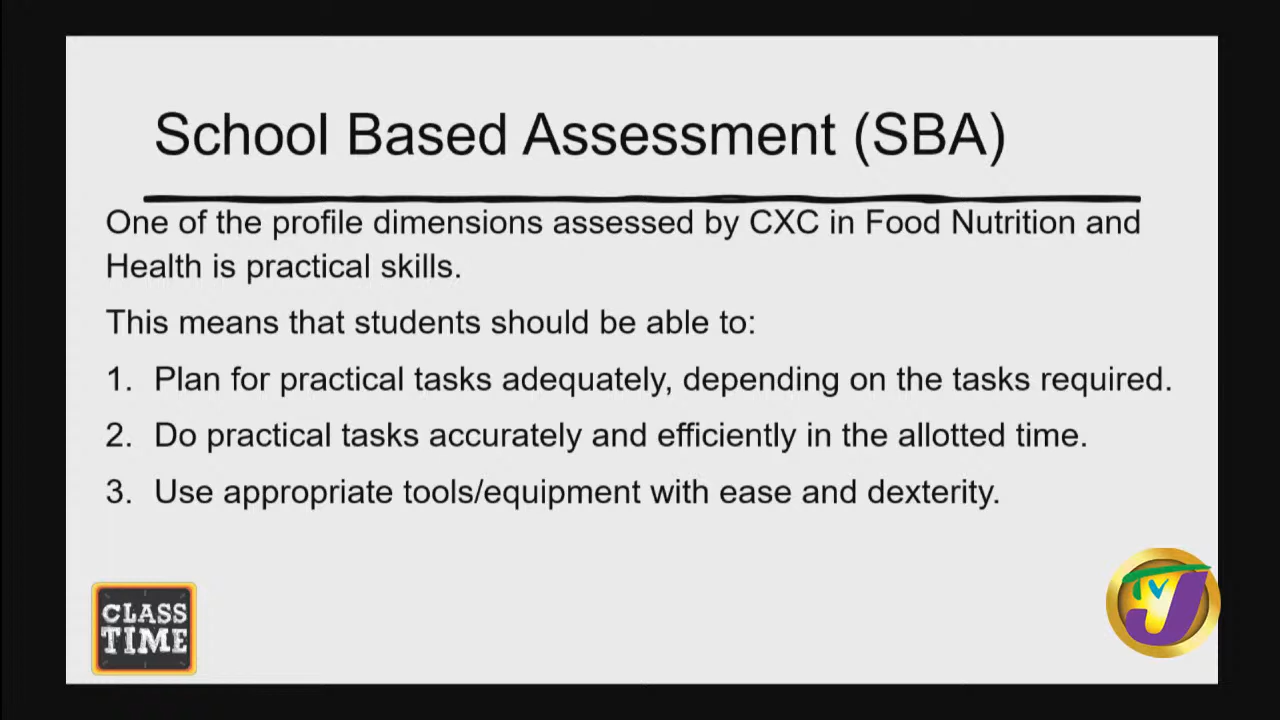 School Based Assessment (SBA)
One of the profile dimensions assessed by CXC in Food Nutrition and
Health is practical skills.
This means that students should be able to:
1. Plan for practical tasks adequately, depending on the tasks required.
2. Do practical tasks accurately and efficiently in the allotted time.
3. Use appropriate tools/equipment with ease and dexterity.
CLASS
TIME
TVJ